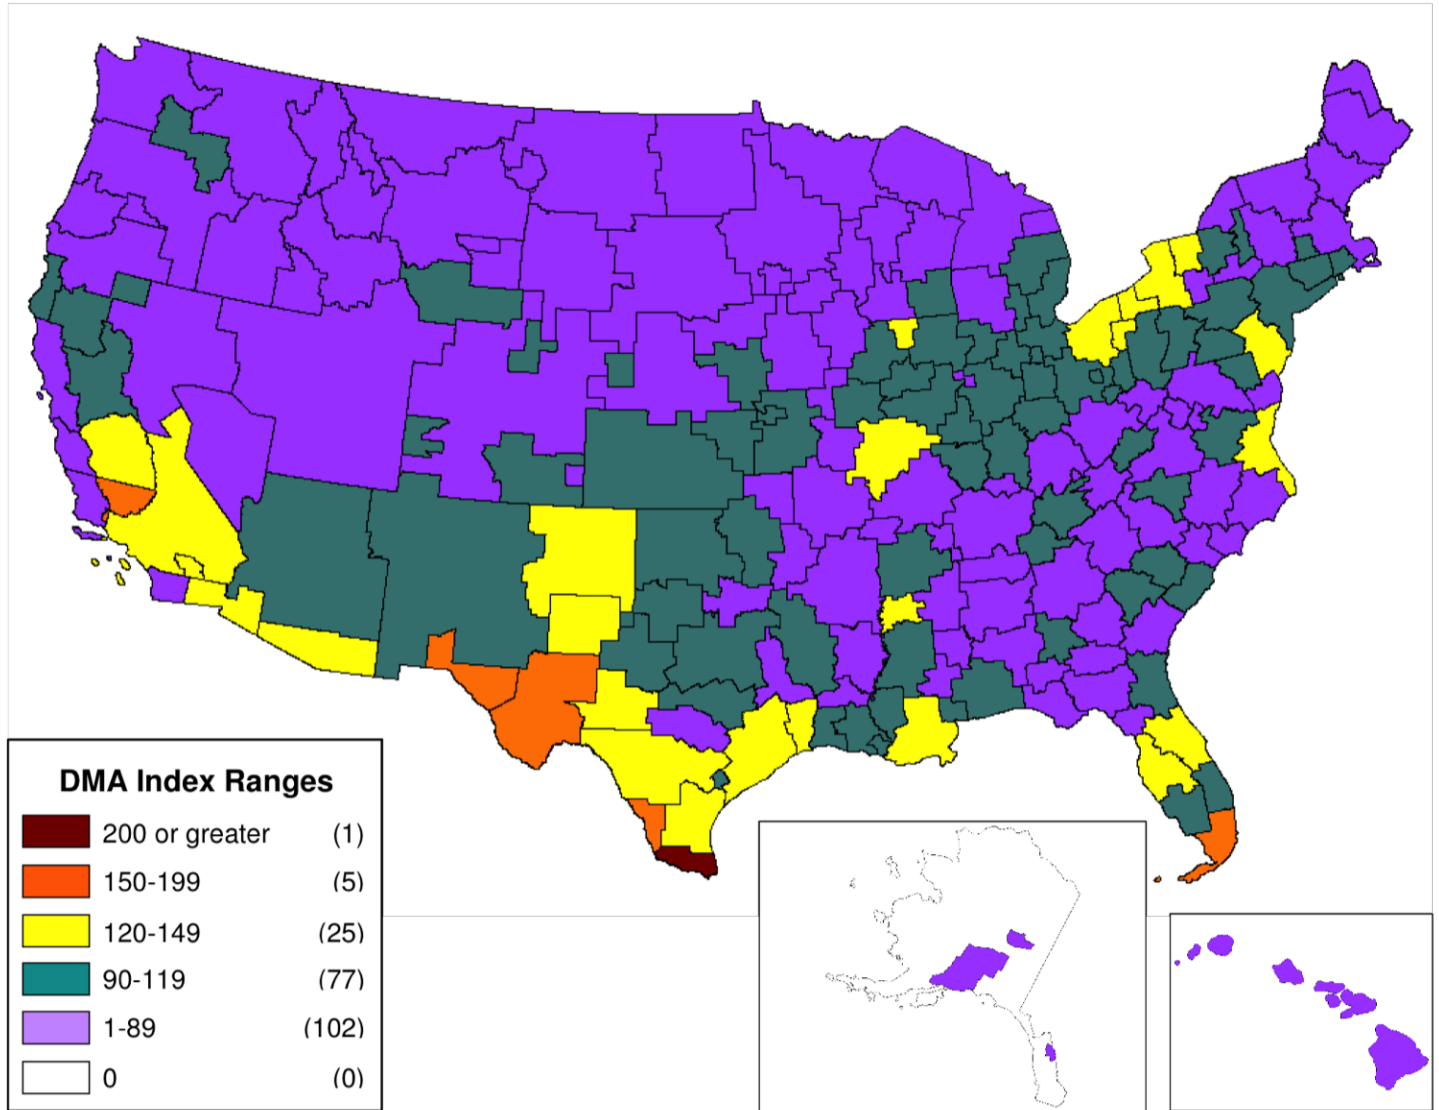 DMA Index Ranges
200 or greater (1)
150-199 (5)
120-149 (25)
90-119 (77)
1-89 (102)
0 (0)